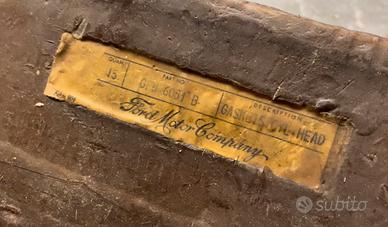 QUAN. PART NO. DESCRIPTION
15 GASKETS CYL. HEAD
Ford Motor Company
subito